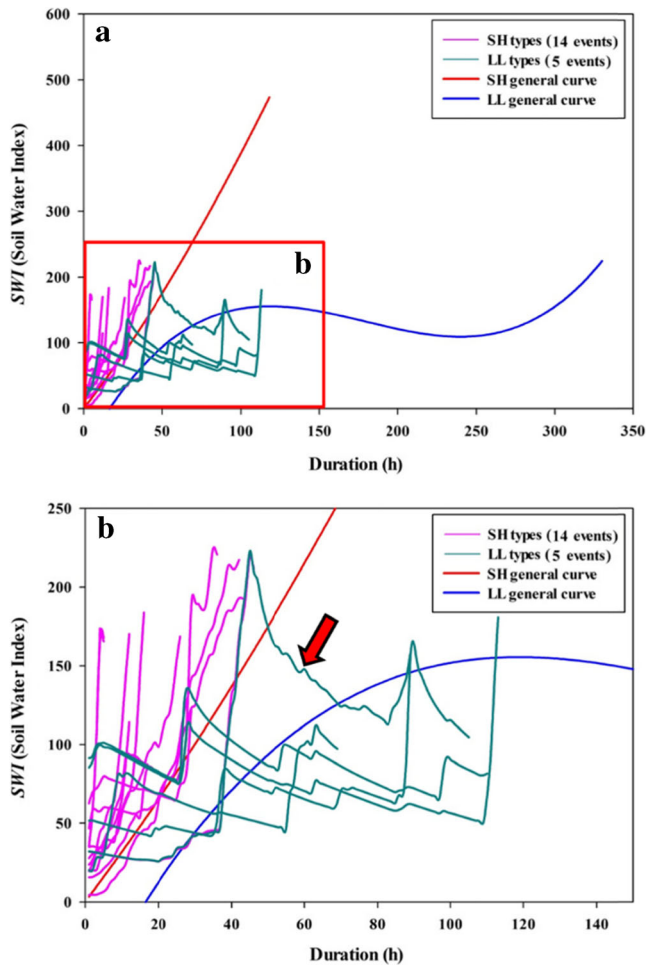 a
600
500
400
300
200
100
0
SWI (Soil Water Index)
SH types (14 events)
LL types (5 events)
SH general curve
LL general curve
b
0 50 100 150 200 250 300 350
Duration (h)
b
250
200
150
100
50
0
SWI (Soil Water Index)
SH types (14 events)
LL types (5 events)
SH general curve
LL general curve
0 20 40 60 80 100 120 140
Duration (h)